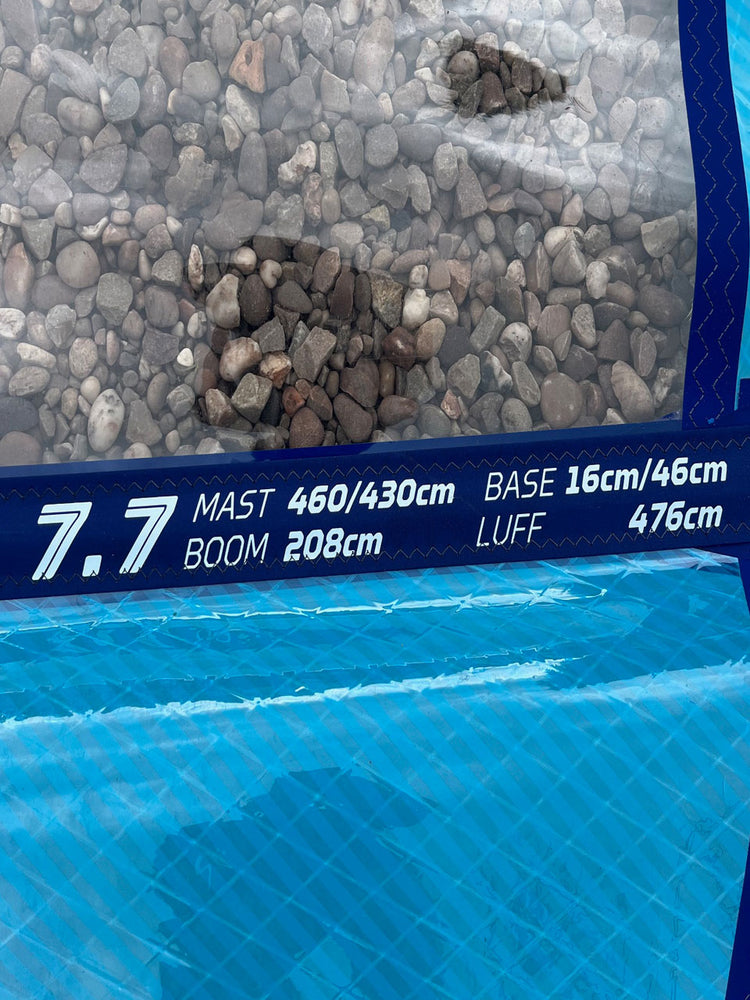 7.7 MAST 460/430cm BASE 16cm/46cm
BOOM 208cm LUFF 476cm